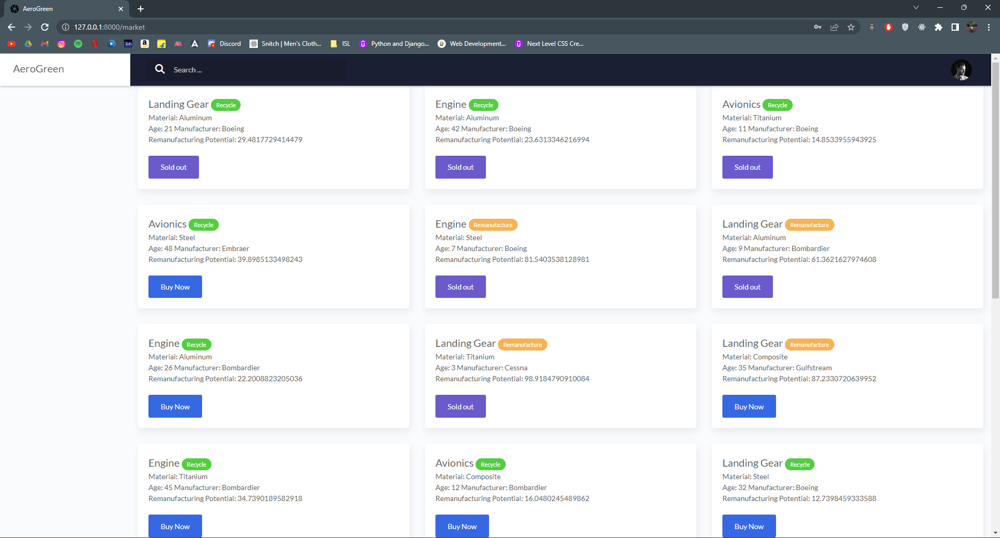 AeroGreen
127.0.0.1:8000/market
Discord Snitch | Men's Cloth... ISL Python and Django... Web Development... Next Level CSS Cre...
AeroGreen Search ...
Landing Gear Recycle
Material: Aluminum
Age: 21 Manufacturer: Boeing
Remanufacturing Potential: 29.4817729414479
Sold out
Engine Recycle
Material: Aluminum
Age: 42 Manufacturer: Boeing
Remanufacturing Potential: 23.6313346216994
Sold out
Avionics Recycle
Material: Titanium
Age: 11 Manufacturer: Boeing
Remanufacturing Potential: 14.8533955943925
Sold out
Avionics Recycle
Material: Steel
Age: 48 Manufacturer: Embraer
Remanufacturing Potential: 39.8985133498243
Buy Now
Engine Remanufacture
Material: Steel
Age: 7 Manufacturer: Boeing
Remanufacturing Potential: 81.5403538128981
Sold out
Landing Gear Remanufacture
Material: Aluminum
Age: 9 Manufacturer: Bombardier
Remanufacturing Potential: 61.3621627974608
Sold out
Engine Recycle
Material: Aluminum
Age: 26 Manufacturer: Bombardier
Remanufacturing Potential: 22.2008823205036
Buy Now
Landing Gear Remanufacture
Material: Titanium
Age: 3 Manufacturer: Cessna
Remanufacturing Potential: 98.9184790910084
Sold out
Landing Gear Remanufacture
Material: Composite
Age: 35 Manufacturer: Gulfstream
Remanufacturing Potential: 87.2330720639952
Buy Now
Engine Recycle
Material: Titanium
Age: 45 Manufacturer: Bombardier
Remanufacturing Potential: 34.7390189582918
Buy Now
Avionics Recycle
Material: Composite
Age: 12 Manufacturer: Bombardier
Remanufacturing Potential: 16.0480245489862
Buy Now
Landing Gear Recycle
Material: Steel
Age: 32 Manufacturer: Boeing
Remanufacturing Potential: 12.7398459333588
Buy Now